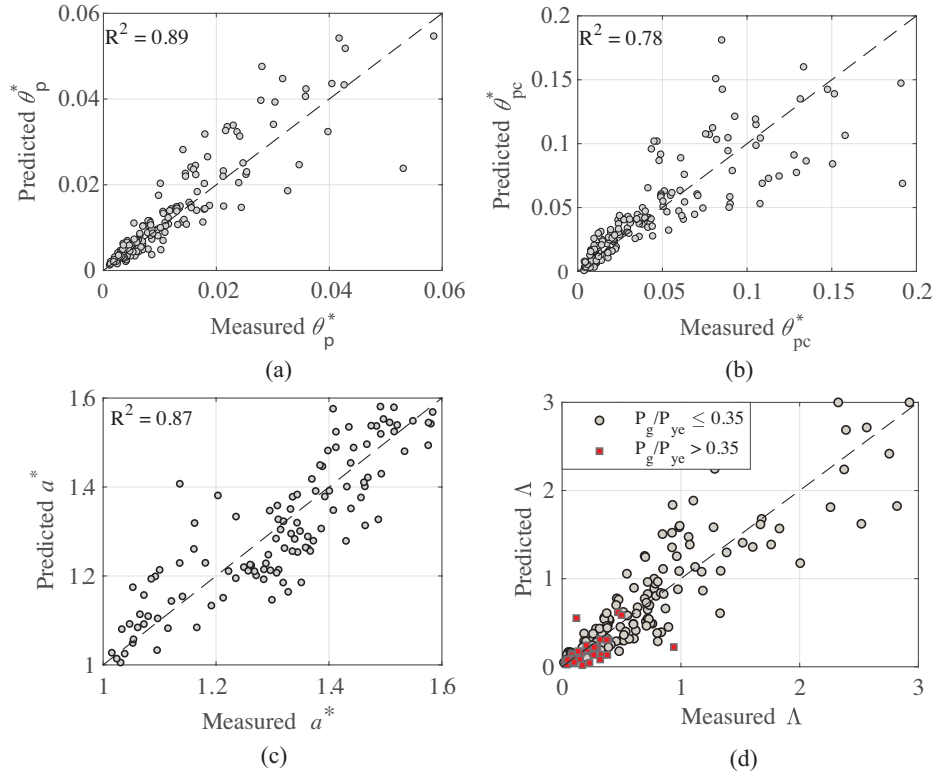 R² = 0.89
0.06
0.04
0.02
0
0
0.02
0.04
0.06
Predicted θ*p
Measured θ*p
(a)
R² = 0.78
0.2
0.15
0.1
0.05
0
0
0.05
0.1
0.15
0.2
Predicted θ*pc
Measured θ*pc
(b)
R² = 0.87
1.6
1.4
1.2
1
1
1.2
1.4
1.6
Predicted a*
Measured a*
(c)
P_g/P_ye ≤ 0.35
P_g/P_ye > 0.35
3
2
1
0
0
1
2
3
Predicted Λ
Measured Λ
(d)